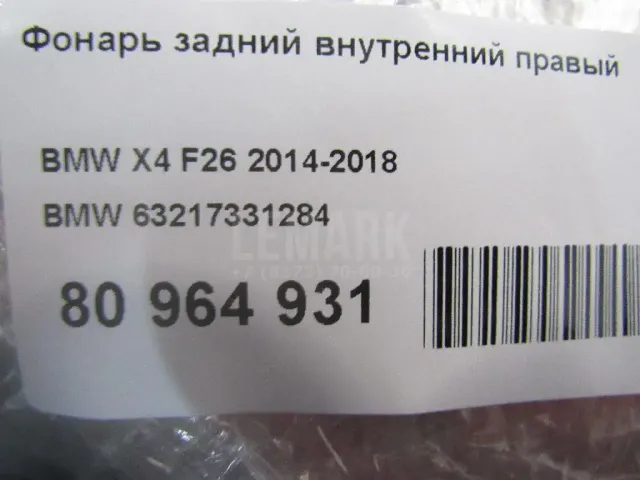 Фонарь задний внутренний правый
BMW X4 F26 2014-2018
BMW 63217331284
LEMARK
80 964 931